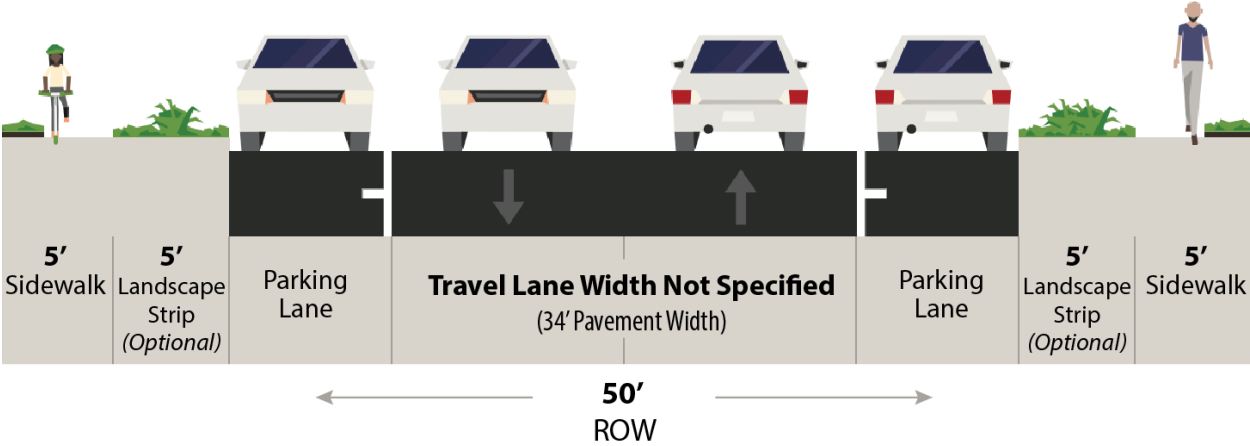 5’
Sidewalk
5’
Landscape
Strip
(Optional)
Parking
Lane
Travel Lane Width Not Specified
(34’ Pavement Width)
Parking
Lane
5’
Landscape
Strip
(Optional)
5’
Sidewalk
50’
ROW